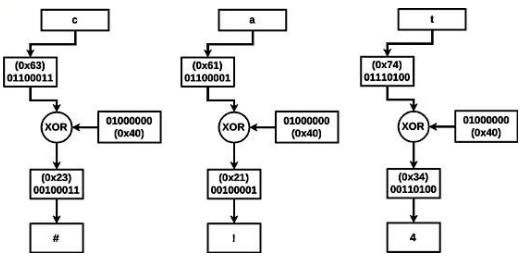 c
a
t
(0x63)
01100011
(0x61)
01100001
(0x74)
01110100
XOR
01000000
(0x40)
XOR
01000000
(0x40)
XOR
01000000
(0x40)
(0x23)
00100011
(0x21)
00100001
(0x34)
00110100
#
!
4